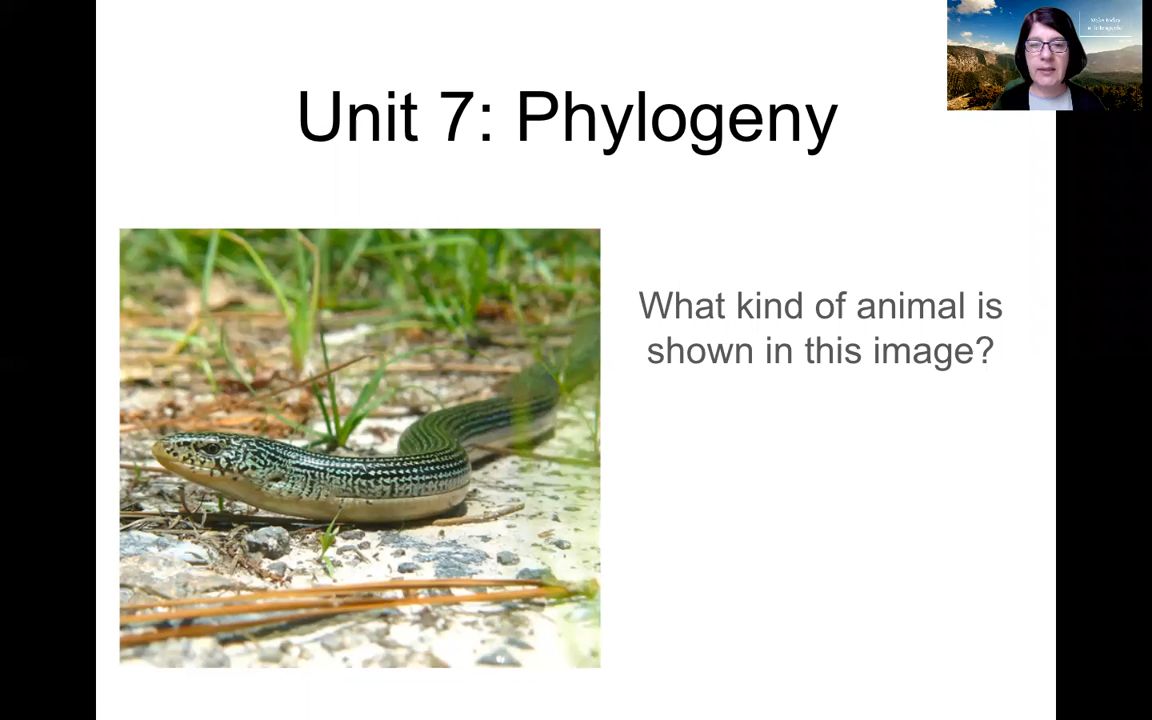 Unit 7: Phylogeny
What kind of animal is
shown in this image?